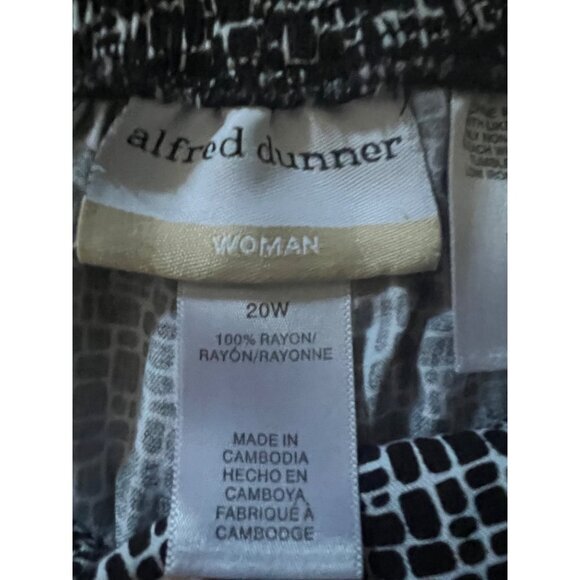 alfred dunner
WOMAN
20W
100% RAYON/
RAYÓN/RAYONNE
MADE IN
CAMBODIA
HECHO EN
CAMBOYA
FABRIQUÉ À
CAMBODGE